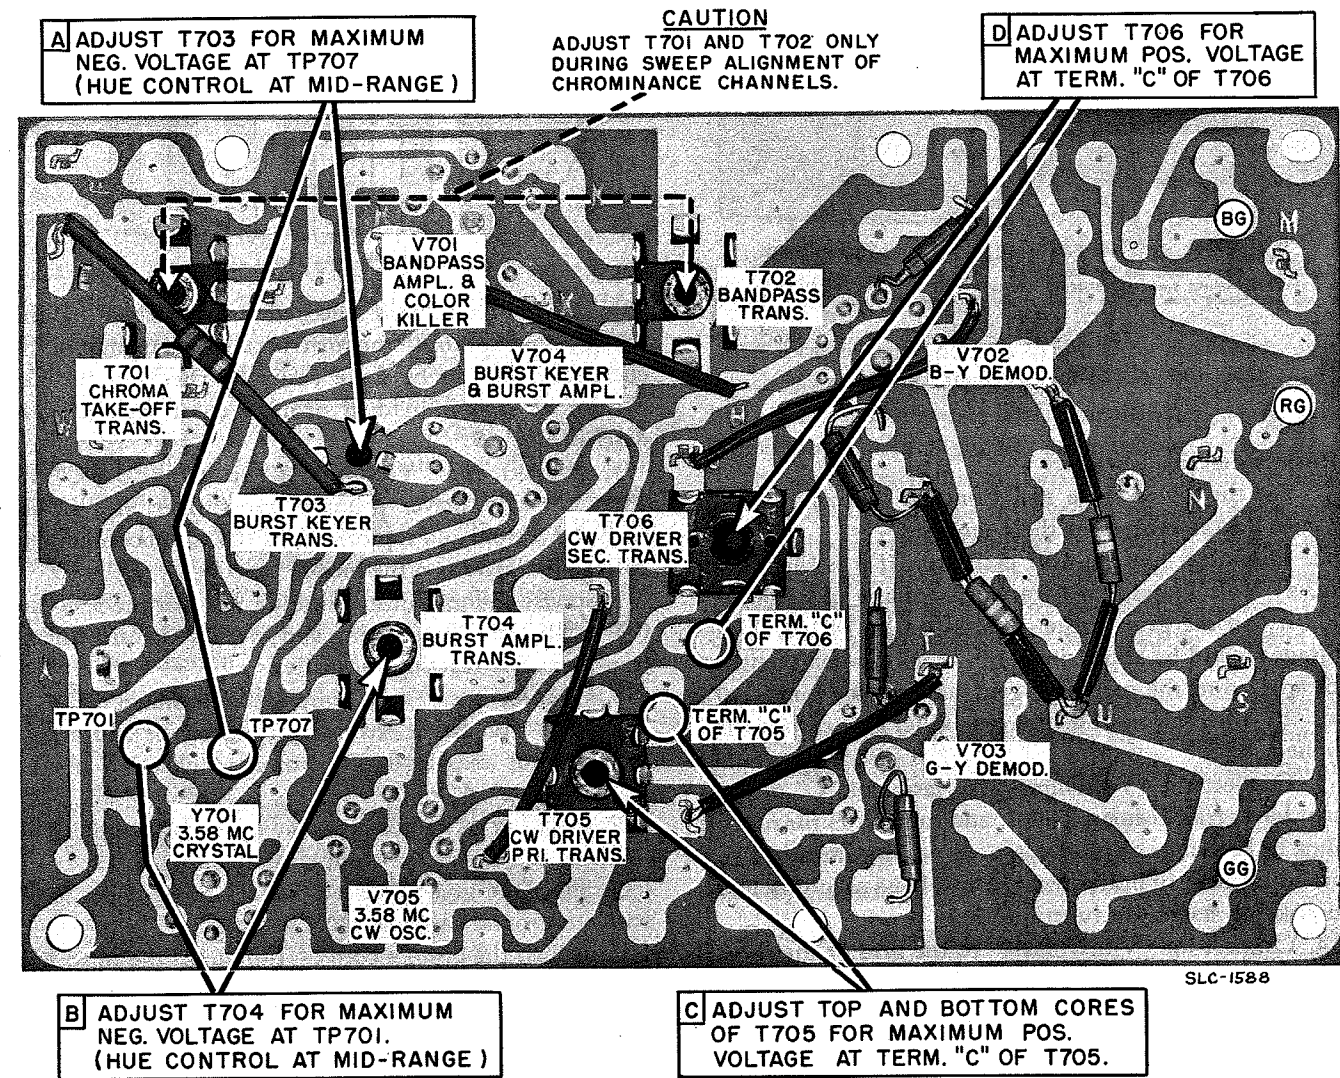 A ADJUST T703 FOR MAXIMUM
NEG. VOLTAGE AT TP707
(HUE CONTROL AT MID-RANGE)
CAUTION
ADJUST T701 AND T702 ONLY
DURING SWEEP ALIGNMENT OF
CHROMINANCE CHANNELS.
D ADJUST T706 FOR
MAXIMUM POS. VOLTAGE
AT TERM. "C" OF T706
BG
M
V701
BANDPASS
AMPL. &
COLOR
KILLER
T702
BANDPASS
TRANS.
E
X
T701
CHROMA
TAKE-OFF
TRANS.
V704
BURST KEYER
& BURST AMPL.
V702
B-Y DEMOD.
RG
W
H
T703
BURST KEYER
TRANS.
T706
CW DRIVER
SEC. TRANS.
N
T704
BURST AMPL.
TRANS.
TERM. "C"
OF T706
T
TP701
TP707
TERM. "C"
OF T705
U
S
V703
G-Y DEMOD.
Y701
3.58 MC
CRYSTAL
T705
CW DRIVER
PRI. TRANS.
V705
3.58 MC
CW OSC.
GG
SLC-1588
B ADJUST T704 FOR MAXIMUM
NEG. VOLTAGE AT TP701.
(HUE CONTROL AT MID-RANGE)
C ADJUST TOP AND BOTTOM CORES
OF T705 FOR MAXIMUM POS.
VOLTAGE AT TERM. "C" OF T705.